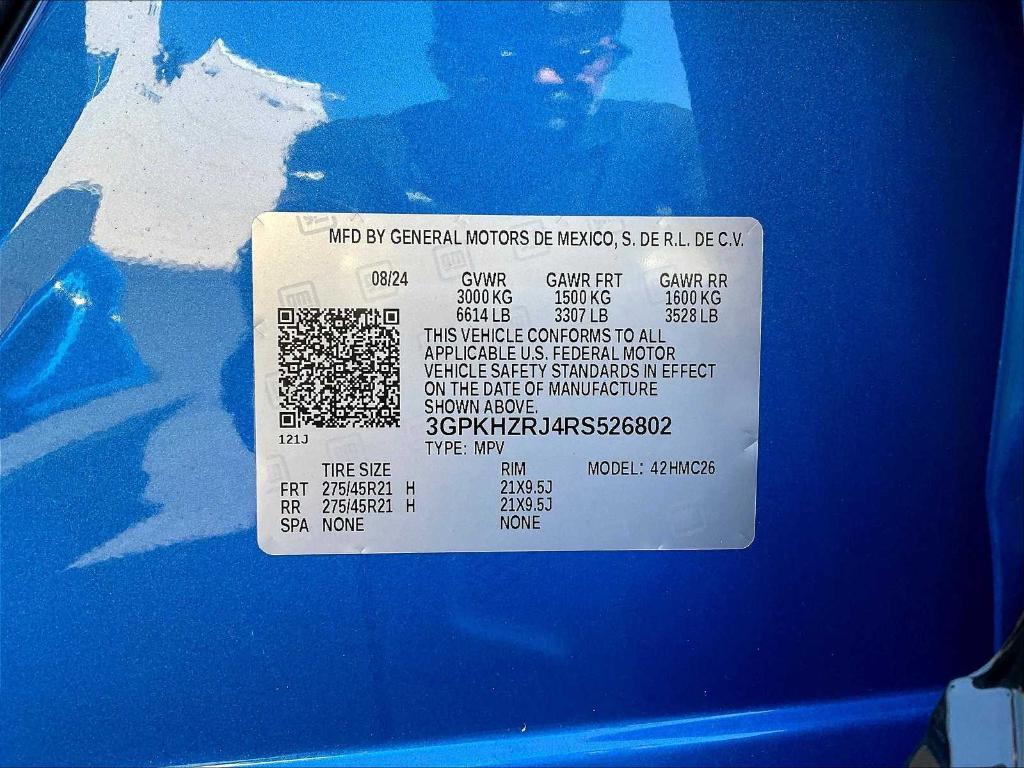 MFD BY GENERAL MOTORS DE MEXICO, S. DE R.L. DE C.V.
08/24 GVWR GAWR FRT GAWR RR
3000 KG 1500 KG 1600 KG
6614 LB 3307 LB 3528 LB
THIS VEHICLE CONFORMS TO ALL
APPLICABLE U.S. FEDERAL MOTOR
VEHICLE SAFETY STANDARDS IN EFFECT
ON THE DATE OF MANUFACTURE
SHOWN ABOVE.
3GPKHZRJ4RS526802
121J
TYPE: MPV
TIRE SIZE RIM MODEL: 42HMC26
FRT 275/45R21 H 21X9.5J
RR 275/45R21 H 21X9.5J
SPA NONE NONE